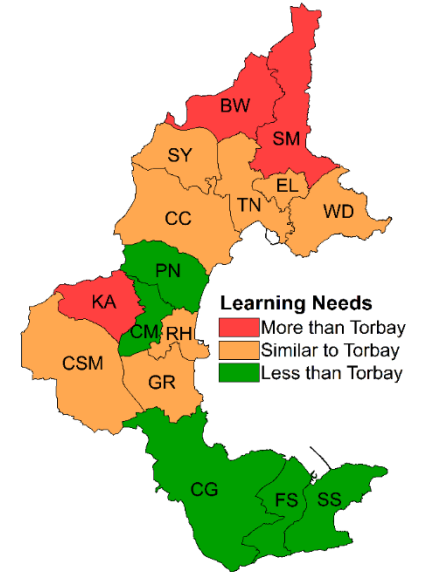 BW
SM
SY
EL
TN
WD
CC
PN
KA
CM
RH
CSM
GR
Learning Needs
More than Torbay
Similar to Torbay
Less than Torbay
CG
FS
SS